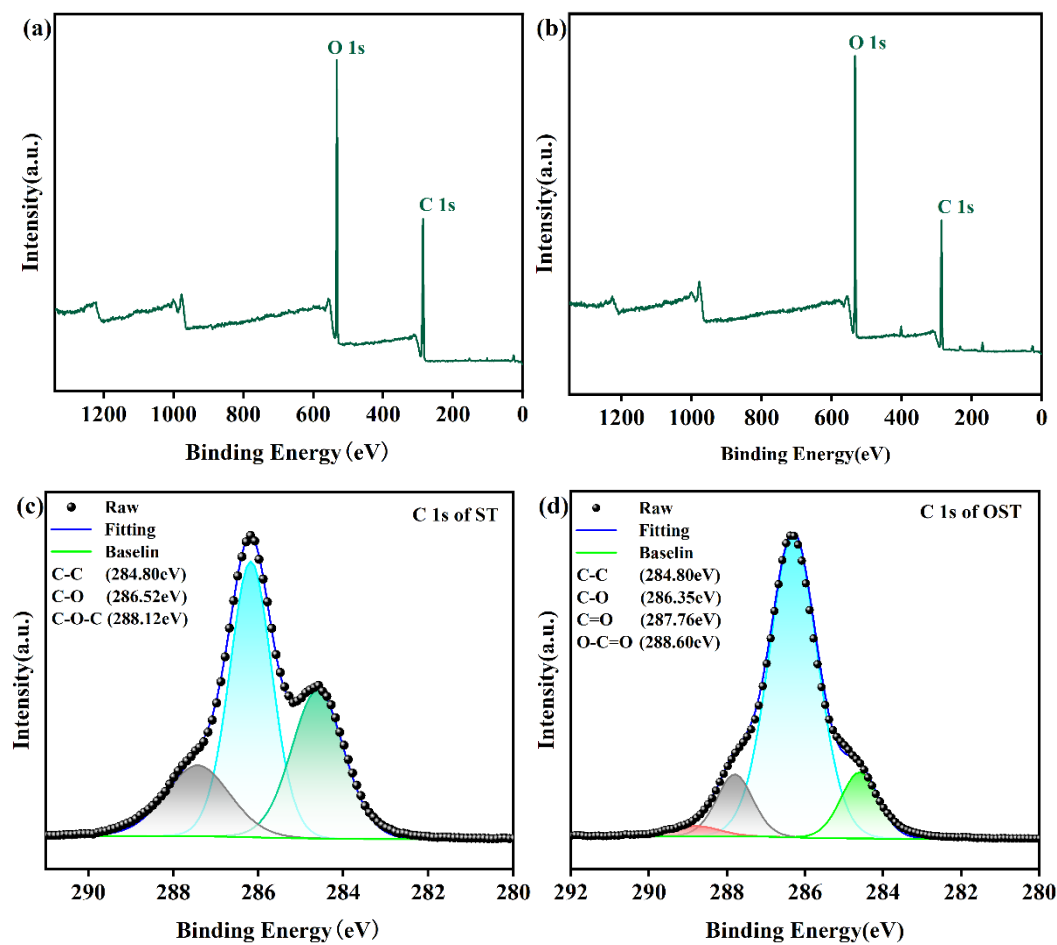 (a)
O 1s
C 1s
Intensity(a.u.)
1200 1000 800 600 400 200 0
Binding Energy(eV)
(b)
O 1s
C 1s
Intensity(a.u.)
1200 1000 800 600 400 200 0
Binding Energy(eV)
(c)
Raw
Fitting
Baselin
C-C (284.80eV)
C-O (286.52eV)
C-O-C (288.12eV)
C 1s of ST
Intensity(a.u.)
290 288 286 284 282 280
Binding Energy(eV)
(d)
Raw
Fitting
Baselin
C-C (284.80eV)
C-O (286.35eV)
C=O (287.76eV)
O-C=O (288.60eV)
C 1s of OST
Intensity(a.u.)
292 290 288 286 284 282 280
Binding Energy(eV)